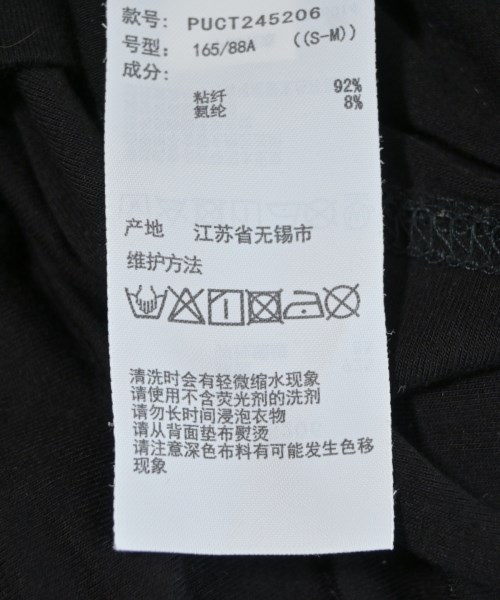 款号: PUCT245206
号型: 165/88A ((S-M))
成分:
粘纤 92%
氨纶 8%
产地 江苏省无锡市
维护方法
清洗时会有轻微缩水现象
请使用不含荧光剂的洗剂
请勿长时间浸泡衣物
请从背面垫布熨烫
请注意深色布料有可能发生色移
现象